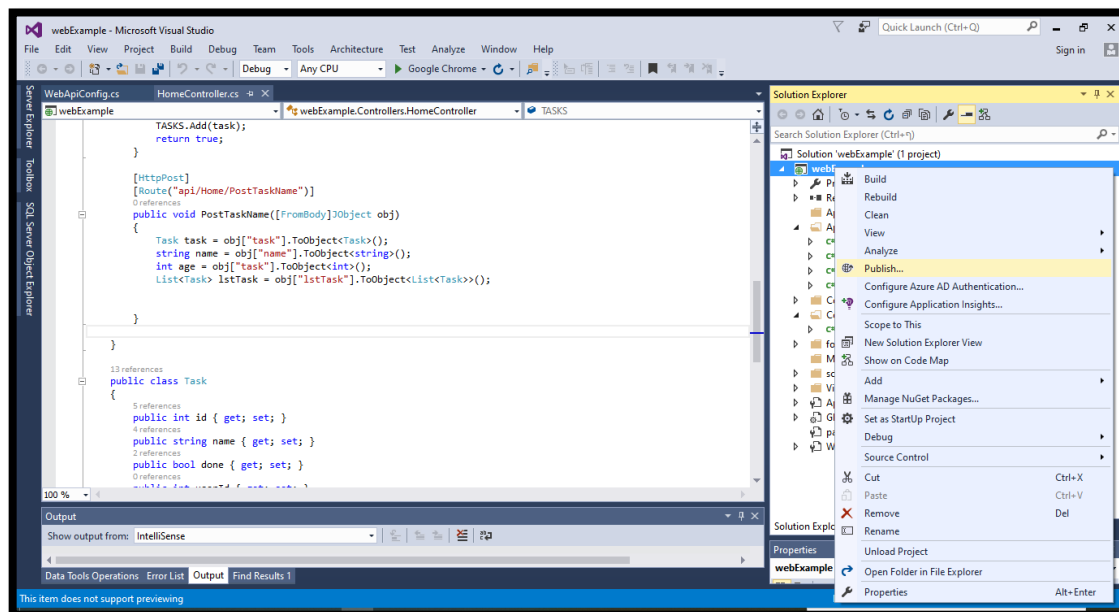 webExample - Microsoft Visual Studio
Quick Launch (Ctrl+Q)
File Edit View Project Build Debug Team Tools Architecture Test Analyze Window Help
Sign in
Debug Any CPU Google Chrome
Server Explorer
Toolbox
SQL Server Object Explorer
WebApiConfig.cs HomeController.cs
webExample webExample.Controllers.HomeController TASKS
TASKS.Add(task);
return true;
}
[HttpPost]
[Route("api/Home/PostTaskName")]
0 references
public void PostTaskName([FromBody]JObject obj)
{
Task task = obj["task"].ToObject<Task>();
string name = obj["name"].ToObject<string>();
int age = obj["task"].ToObject<int>();
List<Task> lstTask = obj["lstTask"].ToObject<List<Task>>();
}
}
13 references
public class Task
{
5 references
public int id { get; set; }
4 references
public string name { get; set; }
2 references
public bool done { get; set; }
0 references
public int userId { get; set; }
100 %
Output
Show output from: IntelliSense
Data Tools Operations Error List Output Find Results 1
This item does not support previewing
Solution Explorer
Search Solution Explorer (Ctrl+ף)
Solution 'webExample' (1 project)
Solution Explo
Properties
webExample
Build
Rebuild
Clean
View
Analyze
Publish...
Configure Azure AD Authentication...
Configure Application Insights...
Scope to This
New Solution Explorer View
Show on Code Map
Add
Manage NuGet Packages...
Set as StartUp Project
Debug
Source Control
Cut Ctrl+X
Paste Ctrl+V
Remove Del
Rename
Unload Project
Open Folder in File Explorer
Properties Alt+Enter